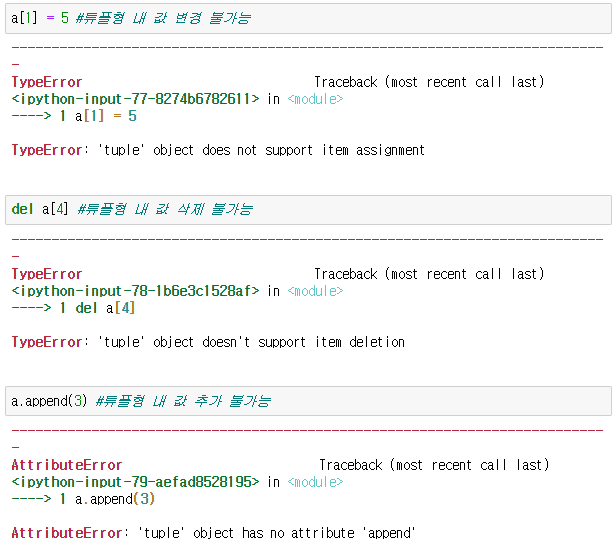 a[1] = 5 #튜플형 내 값 변경 불가능
---------------------------------------------------------------------------
TypeError Traceback (most recent call last)
<ipython-input-77-8274b6782611> in <module>
----> 1 a[1] = 5
TypeError: 'tuple' object does not support item assignment
del a[4] #튜플형 내 값 삭제 불가능
---------------------------------------------------------------------------
TypeError Traceback (most recent call last)
<ipython-input-78-1b6e3c1528af> in <module>
----> 1 del a[4]
TypeError: 'tuple' object doesn't support item deletion
a.append(3) #튜플형 내 값 추가 불가능
---------------------------------------------------------------------------
AttributeError Traceback (most recent call last)
<ipython-input-79-aefad8528195> in <module>
----> 1 a.append(3)
AttributeError: 'tuple' object has no attribute 'append'